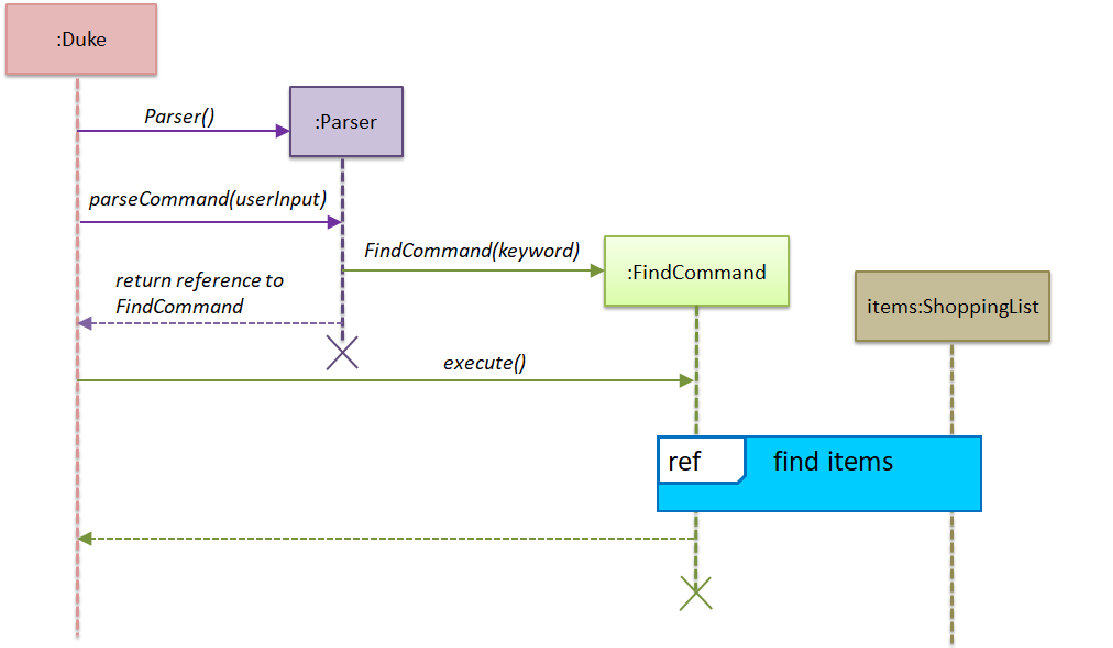 :Duke
Parser()
:Parser
parseCommand(userInput)
FindCommand(keyword)
:FindCommand
return reference to
FindCommand
items:ShoppingList
execute()
ref
find items